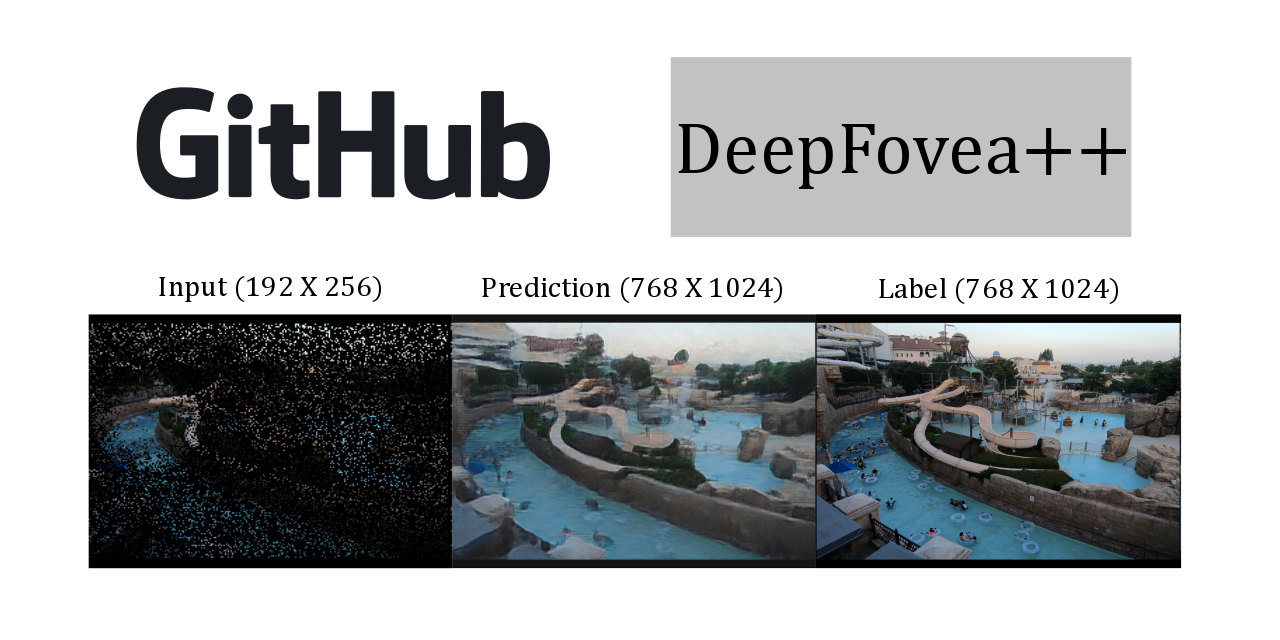 GitHub
DeepFovea++
Input (192 X 256)
Prediction (768 X 1024)
Label (768 X 1024)